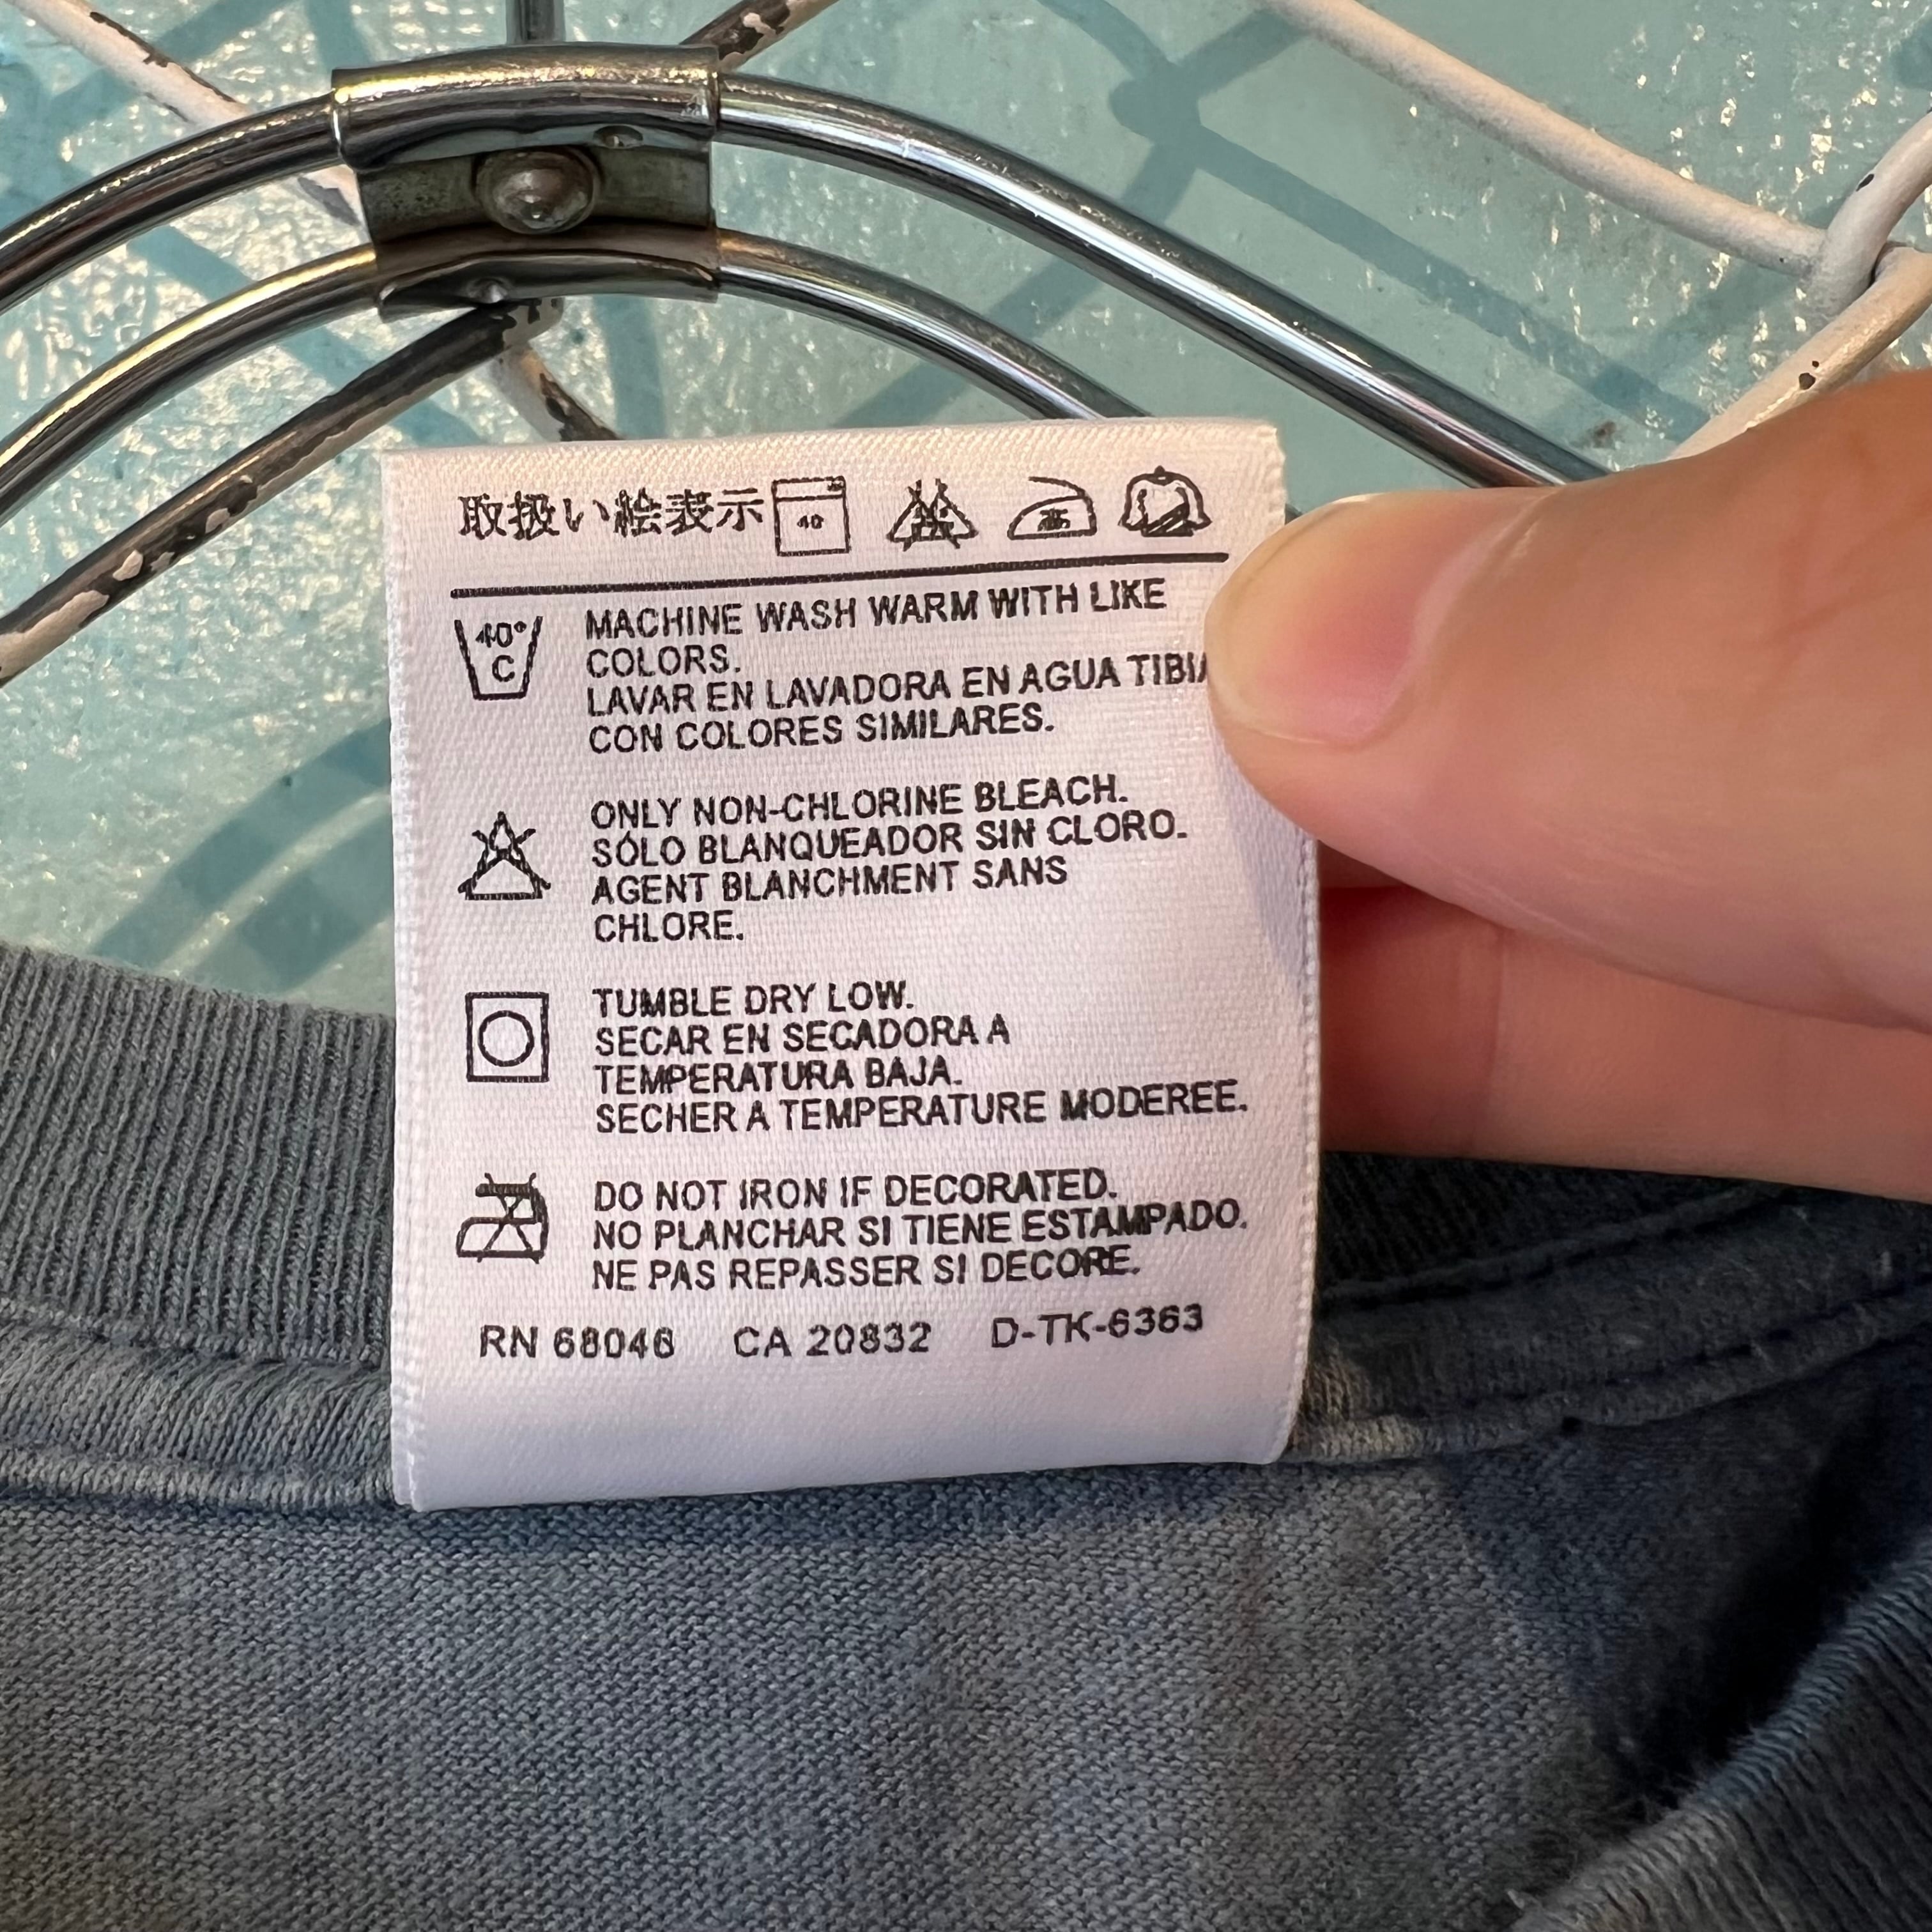 取扱い絵表示 40
40°
C
MACHINE WASH WARM WITH LIKE
COLORS.
LAVAR EN LAVADORA EN AGUA TIBIA
CON COLORES SIMILARES.
ONLY NON-CHLORINE BLEACH.
SÓLO BLANQUEADOR SIN CLORO.
AGENT BLANCHMENT SANS
CHLORE.
TUMBLE DRY LOW.
SECAR EN SECADORA A
TEMPERATURA BAJA.
SECHER A TEMPERATURE MODEREE.
DO NOT IRON IF DECORATED.
NO PLANCHAR SI TIENE ESTAMPADO.
NE PAS REPASSER SI DECORE.
RN 68046 CA 20832 D-TK-6363